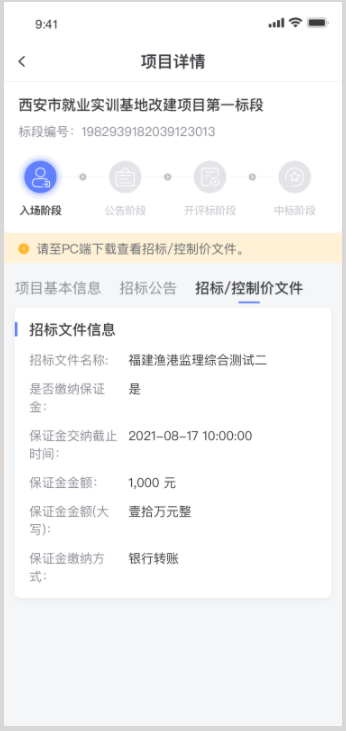 9:41
项目详情
西安市就业实训基地改建项目第一标段
标段编号：1982939182039123013
入场阶段 公告阶段 开评标阶段 中标阶段
请至PC端下载查看招标/控制价文件。
项目基本信息 招标公告 招标/控制价文件
招标文件信息
招标文件名称: 福建渔港监理综合测试二
是否缴纳保证 是
金：
保证金交纳截止 2021-08-17 10:00:00
时间：
保证金金额： 1,000 元
保证金金额(大 壹拾万元整
写)：
保证金缴纳方 银行转账
式：